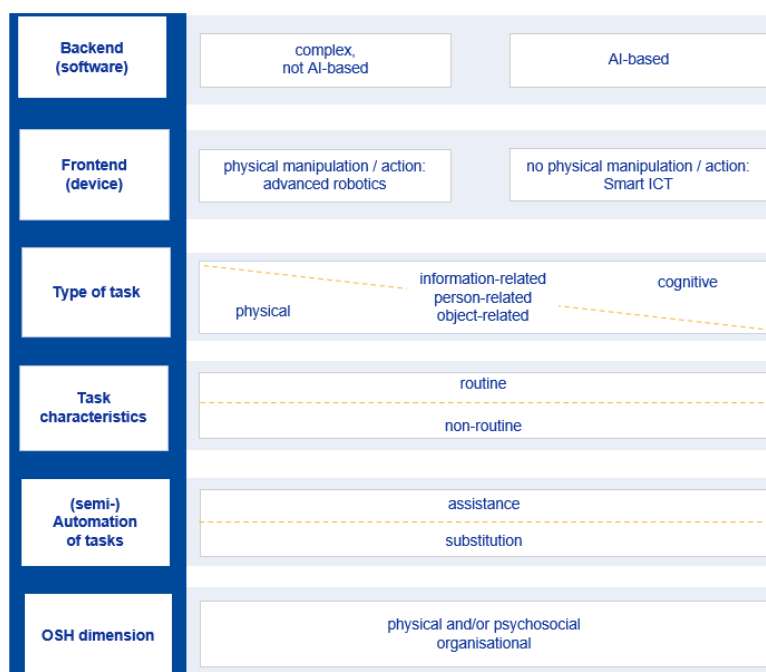 Backend
(software)
complex,
not AI-based
AI-based
Frontend
(device)
physical manipulation / action:
advanced robotics
no physical manipulation / action:
Smart ICT
Type of task
physical
information-related
person-related
object-related
cognitive
Task
characteristics
routine
non-routine
(semi-)
Automation
of tasks
assistance
substitution
OSH dimension
physical and/or psychosocial
organisational